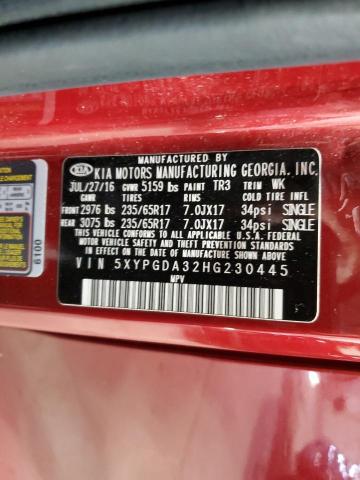 MANUFACTURED BY
KIA KIA MOTORS MANUFACTURING GEORGIA, INC.
JUL/27/16 GVWR 5159 lbs PAINT TR3 TRIM WK
TIRES RIMS COLD TIRE INFL
FRONT 2976 lbs 235/65R17 7.0JX17 34psi SINGLE
REAR 3075 lbs 235/65R17 7.0JX17 34psi SINGLE
THIS VEHICLE CONFORMS TO ALL APPLICABLE U.S.A. FEDERAL
MOTOR VEHICLE SAFETY AND THEFT PREVENTION STANDARDS
IN EFFECT ON THE DATE OF MANUFACTURE SHOWN ABOVE.
VIN 5XYPGDA32HG230445
MPV
6100